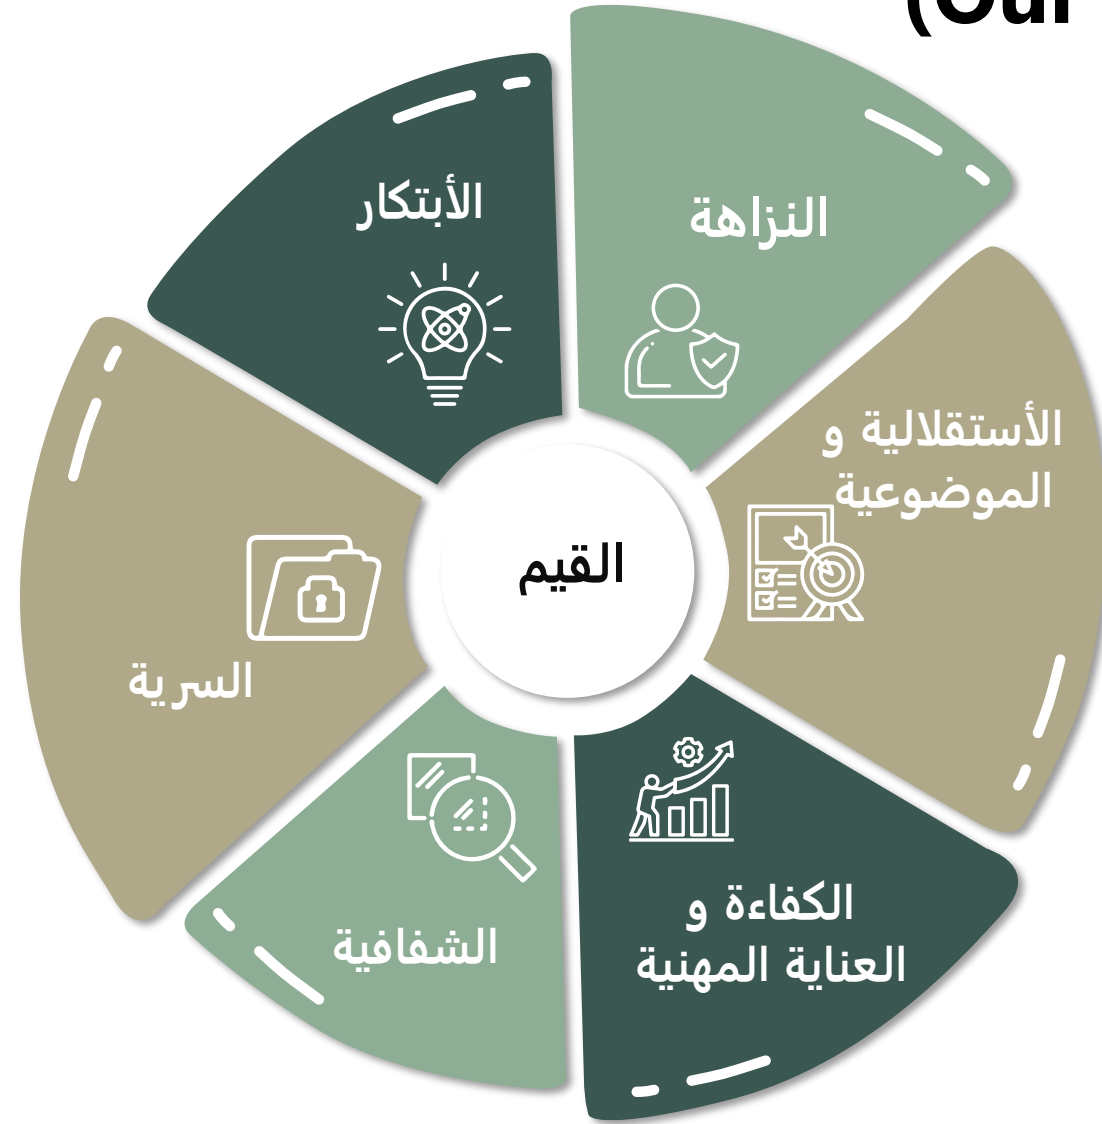 (Our
النزاهة
الأستقلالية و
الموضوعية
الكفاءة و
العناية المهنية
الشفافية
السرية
الأبتكار
القيم